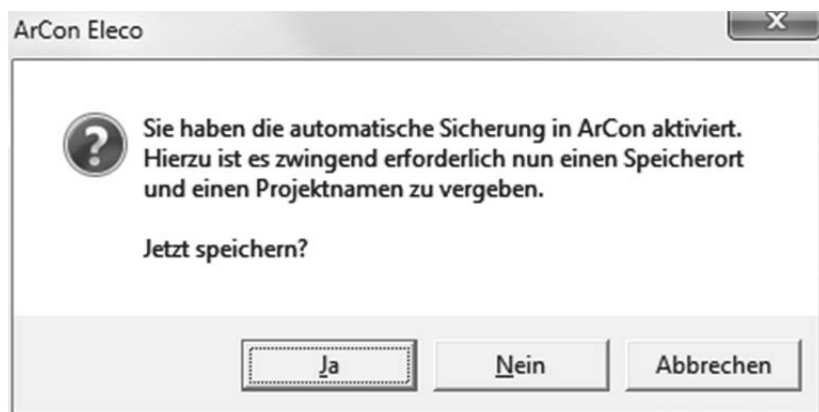 ArCon Eleco
Sie haben die automatische Sicherung in ArCon aktiviert.
Hierzu ist es zwingend erforderlich nun einen Speicherort
und einen Projektnamen zu vergeben.
Jetzt speichern?
Ja Nein Abbrechen